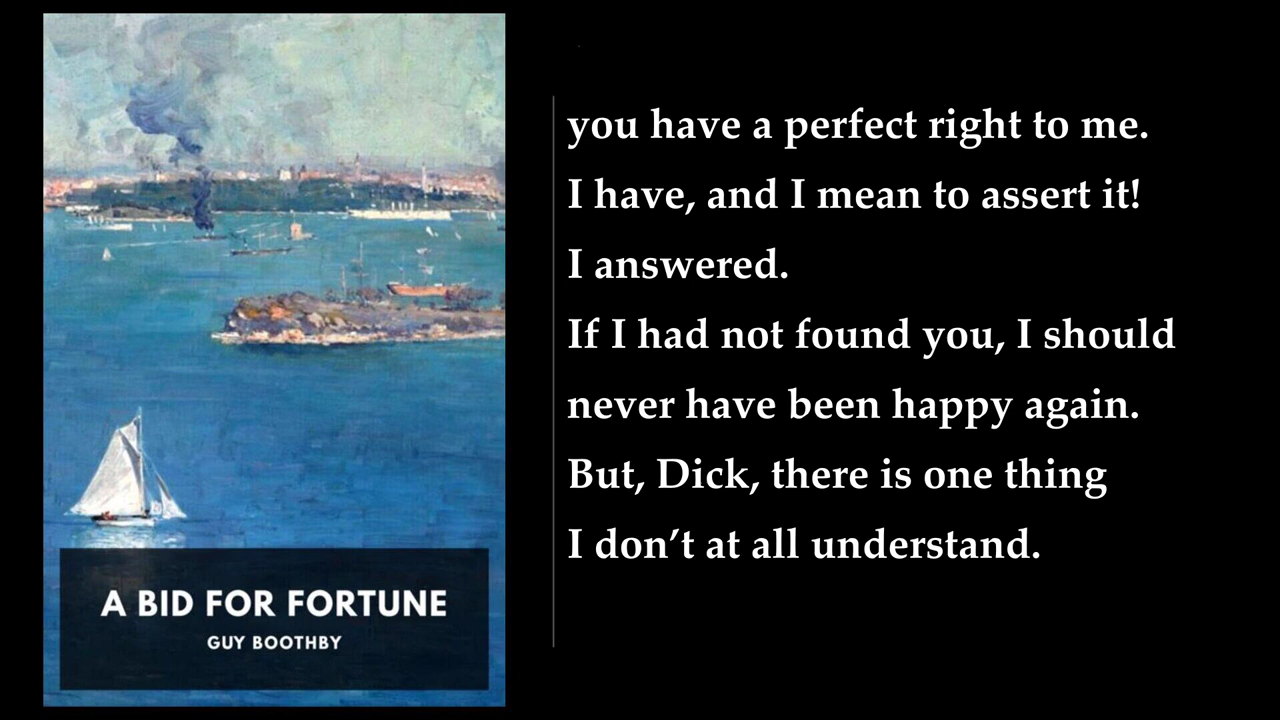 A BID FOR FORTUNE
GUY BOOTHBY
you have a perfect right to me.
I have, and I mean to assert it!
I answered.
If I had not found you, I should
never have been happy again.
But, Dick, there is one thing
I don’t at all understand.